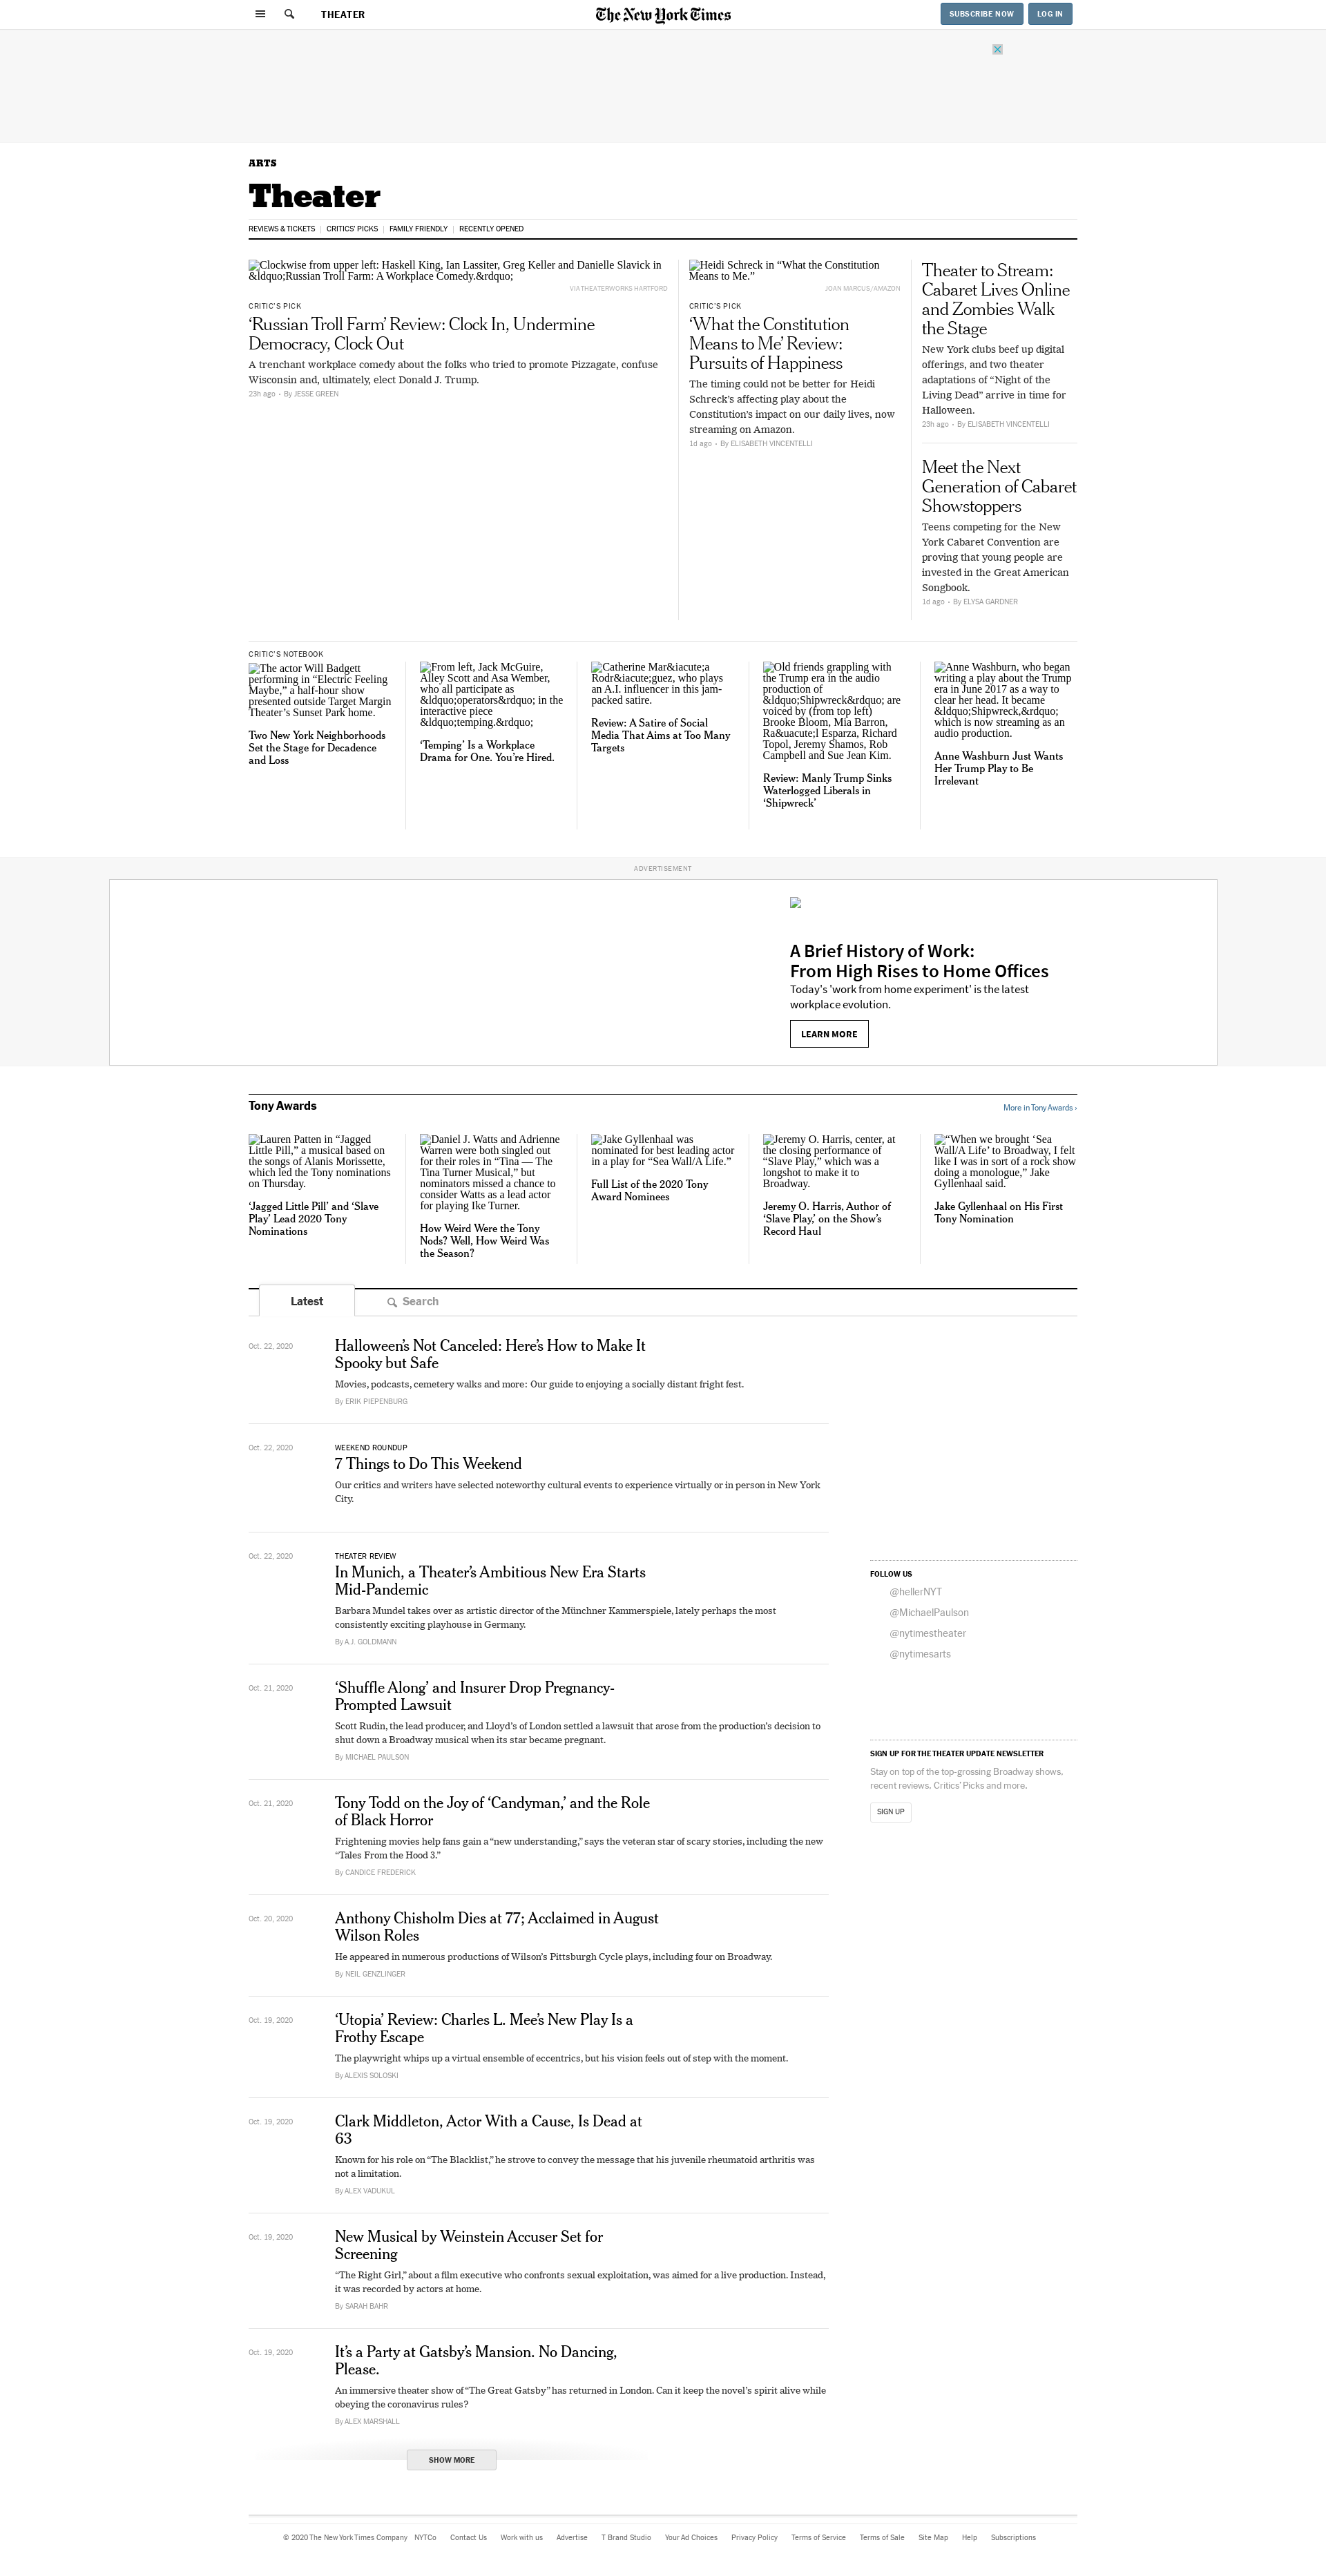 THEATER
The New York Times
SUBSCRIBE NOW
LOG IN
ARTS
Theater
REVIEWS & TICKETS
CRITICS' PICKS
FAMILY FRIENDLY
RECENTLY OPENED
Clockwise from upper left: Haskell King, Ian Lassiter, Greg Keller and Danielle Slavick in
&ldquo;Russian Troll Farm: A Workplace Comedy.&rdquo;
VIA THEATERWORKS HARTFORD
CRITIC'S PICK
‘Russian Troll Farm’ Review: Clock In, Undermine
Democracy, Clock Out
A trenchant workplace comedy about the folks who tried to promote Pizzagate, confuse
Wisconsin and, ultimately, elect Donald J. Trump.
23h ago • By JESSE GREEN
Heidi Schreck in “What the Constitution
Means to Me.”
JOAN MARCUS/AMAZON
CRITIC'S PICK
‘What the Constitution
Means to Me’ Review:
Pursuits of Happiness
The timing could not be better for Heidi
Schreck’s affecting play about the
Constitution’s impact on our daily lives, now
streaming on Amazon.
1d ago • By ELISABETH VINCENTELLI
Theater to Stream:
Cabaret Lives Online
and Zombies Walk
the Stage
New York clubs beef up digital
offerings, and two theater
adaptations of “Night of the
Living Dead” arrive in time for
Halloween.
23h ago • By ELISABETH VINCENTELLI
Meet the Next
Generation of Cabaret
Showstoppers
Teens competing for the New
York Cabaret Convention are
proving that young people are
invested in the Great American
Songbook.
1d ago • By ELYSA GARDNER
CRITIC'S NOTEBOOK
The actor Will Badgett
performing in “Electric Feeling
Maybe,” a half-hour show
presented outside Target Margin
Theater’s Sunset Park home.
Two New York Neighborhoods
Set the Stage for Decadence
and Loss
From left, Jack McGuire,
Alley Scott and Asa Wember,
who all participate as
&ldquo;operators&rdquo; in the
interactive piece
&ldquo;temping.&rdquo;
‘Temping’ Is a Workplace
Drama for One. You’re Hired.
Catherine Mar&iacute;a
Rodr&iacute;guez, who plays
an A.I. influencer in this jam-
packed satire.
Review: A Satire of Social
Media That Aims at Too Many
Targets
Old friends grappling with
the Trump era in the audio
production of
&ldquo;Shipwreck&rdquo; are
voiced by (from top left)
Brooke Bloom, Mia Barron,
Ra&uacute;l Esparza, Richard
Topol, Jeremy Shamos, Rob
Campbell and Sue Jean Kim.
Review: Manly Trump Sinks
Waterlogged Liberals in
‘Shipwreck’
Anne Washburn, who began
writing a play about the Trump
era in June 2017 as a way to
clear her head. It became
&ldquo;Shipwreck,&rdquo;
which is now streaming as an
audio production.
Anne Washburn Just Wants
Her Trump Play to Be
Irrelevant
ADVERTISEMENT
A Brief History of Work:
From High Rises to Home Offices
Today's 'work from home experiment' is the latest
workplace evolution.
LEARN MORE
Tony Awards
More in Tony Awards ›
Lauren Patten in “Jagged
Little Pill,” a musical based on
the songs of Alanis Morissette,
which led the Tony nominations
on Thursday.
‘Jagged Little Pill’ and ‘Slave
Play’ Lead 2020 Tony
Nominations
Daniel J. Watts and Adrienne
Warren were both singled out
for their roles in “Tina — The
Tina Turner Musical,” but
nominators missed a chance to
consider Watts as a lead actor
for playing Ike Turner.
How Weird Were the Tony
Nods? Well, How Weird Was
the Season?
Jake Gyllenhaal was
nominated for best leading actor
in a play for “Sea Wall/A Life.”
Full List of the 2020 Tony
Award Nominees
Jeremy O. Harris, center, at
the closing performance of
“Slave Play,” which was a
longshot to make it to
Broadway.
Jeremy O. Harris, Author of
‘Slave Play,’ on the Show’s
Record Haul
“When we brought ‘Sea
Wall/A Life’ to Broadway, I felt
like I was in sort of a rock show
doing a monologue,” Jake
Gyllenhaal said.
Jake Gyllenhaal on His First
Tony Nomination
Latest
Search
Oct. 22, 2020
Halloween’s Not Canceled: Here’s How to Make It
Spooky but Safe
Movies, podcasts, cemetery walks and more: Our guide to enjoying a socially distant fright fest.
By ERIK PIEPENBURG
Oct. 22, 2020
WEEKEND ROUNDUP
7 Things to Do This Weekend
Our critics and writers have selected noteworthy cultural events to experience virtually or in person in New York
City.
Oct. 22, 2020
THEATER REVIEW
In Munich, a Theater’s Ambitious New Era Starts
Mid-Pandemic
Barbara Mundel takes over as artistic director of the Münchner Kammerspiele, lately perhaps the most
consistently exciting playhouse in Germany.
By A.J. GOLDMANN
Oct. 21, 2020
‘Shuffle Along’ and Insurer Drop Pregnancy-
Prompted Lawsuit
Scott Rudin, the lead producer, and Lloyd’s of London settled a lawsuit that arose from the production’s decision to
shut down a Broadway musical when its star became pregnant.
By MICHAEL PAULSON
Oct. 21, 2020
Tony Todd on the Joy of ‘Candyman,’ and the Role
of Black Horror
Frightening movies help fans gain a “new understanding,” says the veteran star of scary stories, including the new
“Tales From the Hood 3.”
By CANDICE FREDERICK
Oct. 20, 2020
Anthony Chisholm Dies at 77; Acclaimed in August
Wilson Roles
He appeared in numerous productions of Wilson’s Pittsburgh Cycle plays, including four on Broadway.
By NEIL GENZLINGER
Oct. 19, 2020
‘Utopia’ Review: Charles L. Mee’s New Play Is a
Frothy Escape
The playwright whips up a virtual ensemble of eccentrics, but his vision feels out of step with the moment.
By ALEXIS SOLOSKI
Oct. 19, 2020
Clark Middleton, Actor With a Cause, Is Dead at
63
Known for his role on “The Blacklist,” he strove to convey the message that his juvenile rheumatoid arthritis was
not a limitation.
By ALEX VADUKUL
Oct. 19, 2020
New Musical by Weinstein Accuser Set for
Screening
“The Right Girl,” about a film executive who confronts sexual exploitation, was aimed for a live production. Instead,
it was recorded by actors at home.
By SARAH BAHR
Oct. 19, 2020
It’s a Party at Gatsby’s Mansion. No Dancing,
Please.
An immersive theater show of “The Great Gatsby” has returned in London. Can it keep the novel’s spirit alive while
obeying the coronavirus rules?
By ALEX MARSHALL
SHOW MORE
FOLLOW US
@hellerNYT
@MichaelPaulson
@nytimestheater
@nytimesarts
SIGN UP FOR THE THEATER UPDATE NEWSLETTER
Stay on top of the top-grossing Broadway shows,
recent reviews, Critics' Picks and more.
SIGN UP
© 2020 The New York Times Company
NYTCo
Contact Us
Work with us
Advertise
T Brand Studio
Your Ad Choices
Privacy Policy
Terms of Service
Terms of Sale
Site Map
Help
Subscriptions